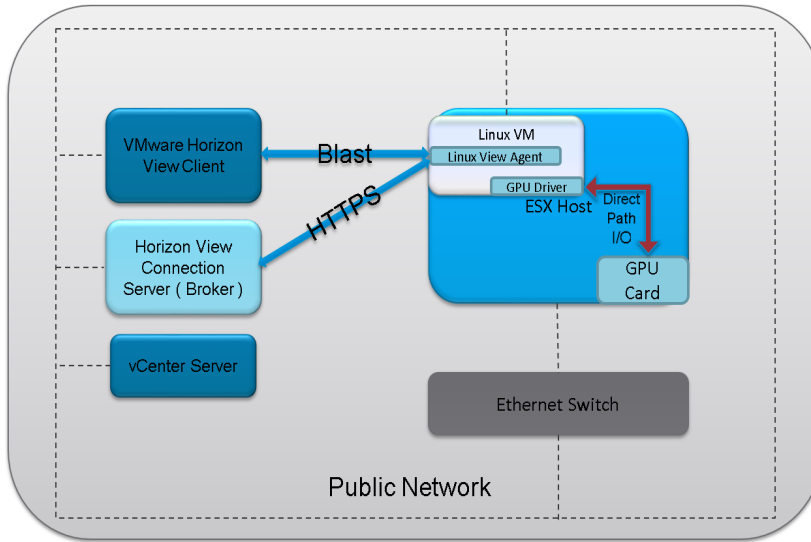 VMware Horizon
View Client
Blast
HTTPS
Linux VM
Linux View Agent
GPU Driver
ESX Host
Direct
Path
I/O
GPU
Card
Horizon View
Connection
Server ( Broker )
vCenter Server
Ethernet Switch
Public Network